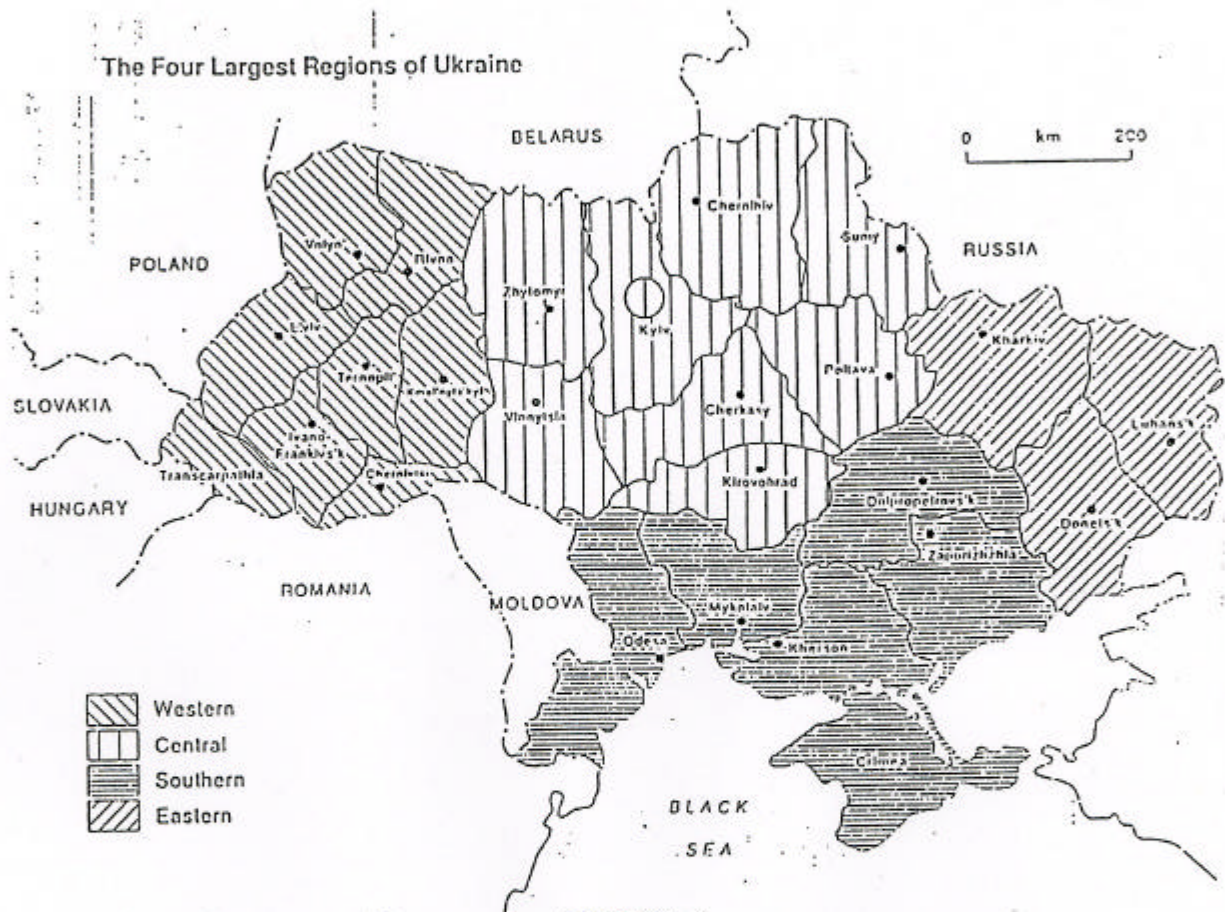 The Four Largest Regions of Ukraine
BELARUS
0 km 200
Chernihiv
Sumy
POLAND
Volyn'
Rivne
RUSSIA
Zhytomyr
Kyiv
L'viv
Kharkiv
Ternopil'
Poltava
SLOVAKIA
Cherkasy
Vinnytsia
Luhans'k
Ivano-
Frankivs'k
Transcarpathia
Chernivtsi
Kirovohrad
HUNGARY
Donets'k
Zaporizhzhia
ROMANIA
MOLDOVA
Mykolaiv
Odesa
Kherson
Western
Central
Southern
Eastern
Crimea
BLACK
SEA